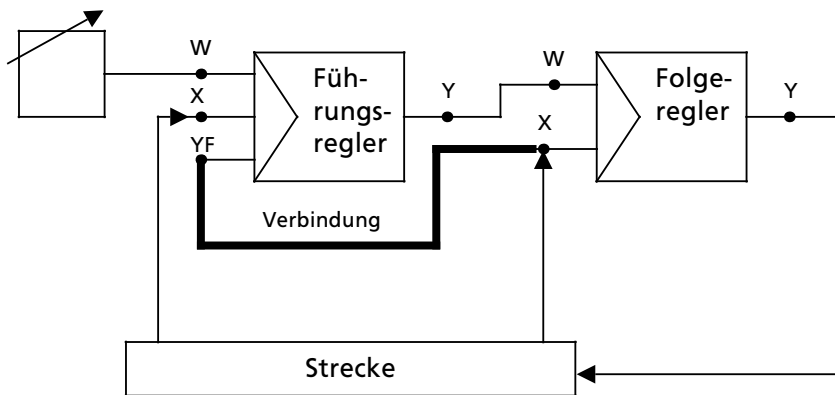 W
Füh-
rungs-
regler
X
YF
Y
W
X
Folge-
regler
Y
Verbindung
Strecke